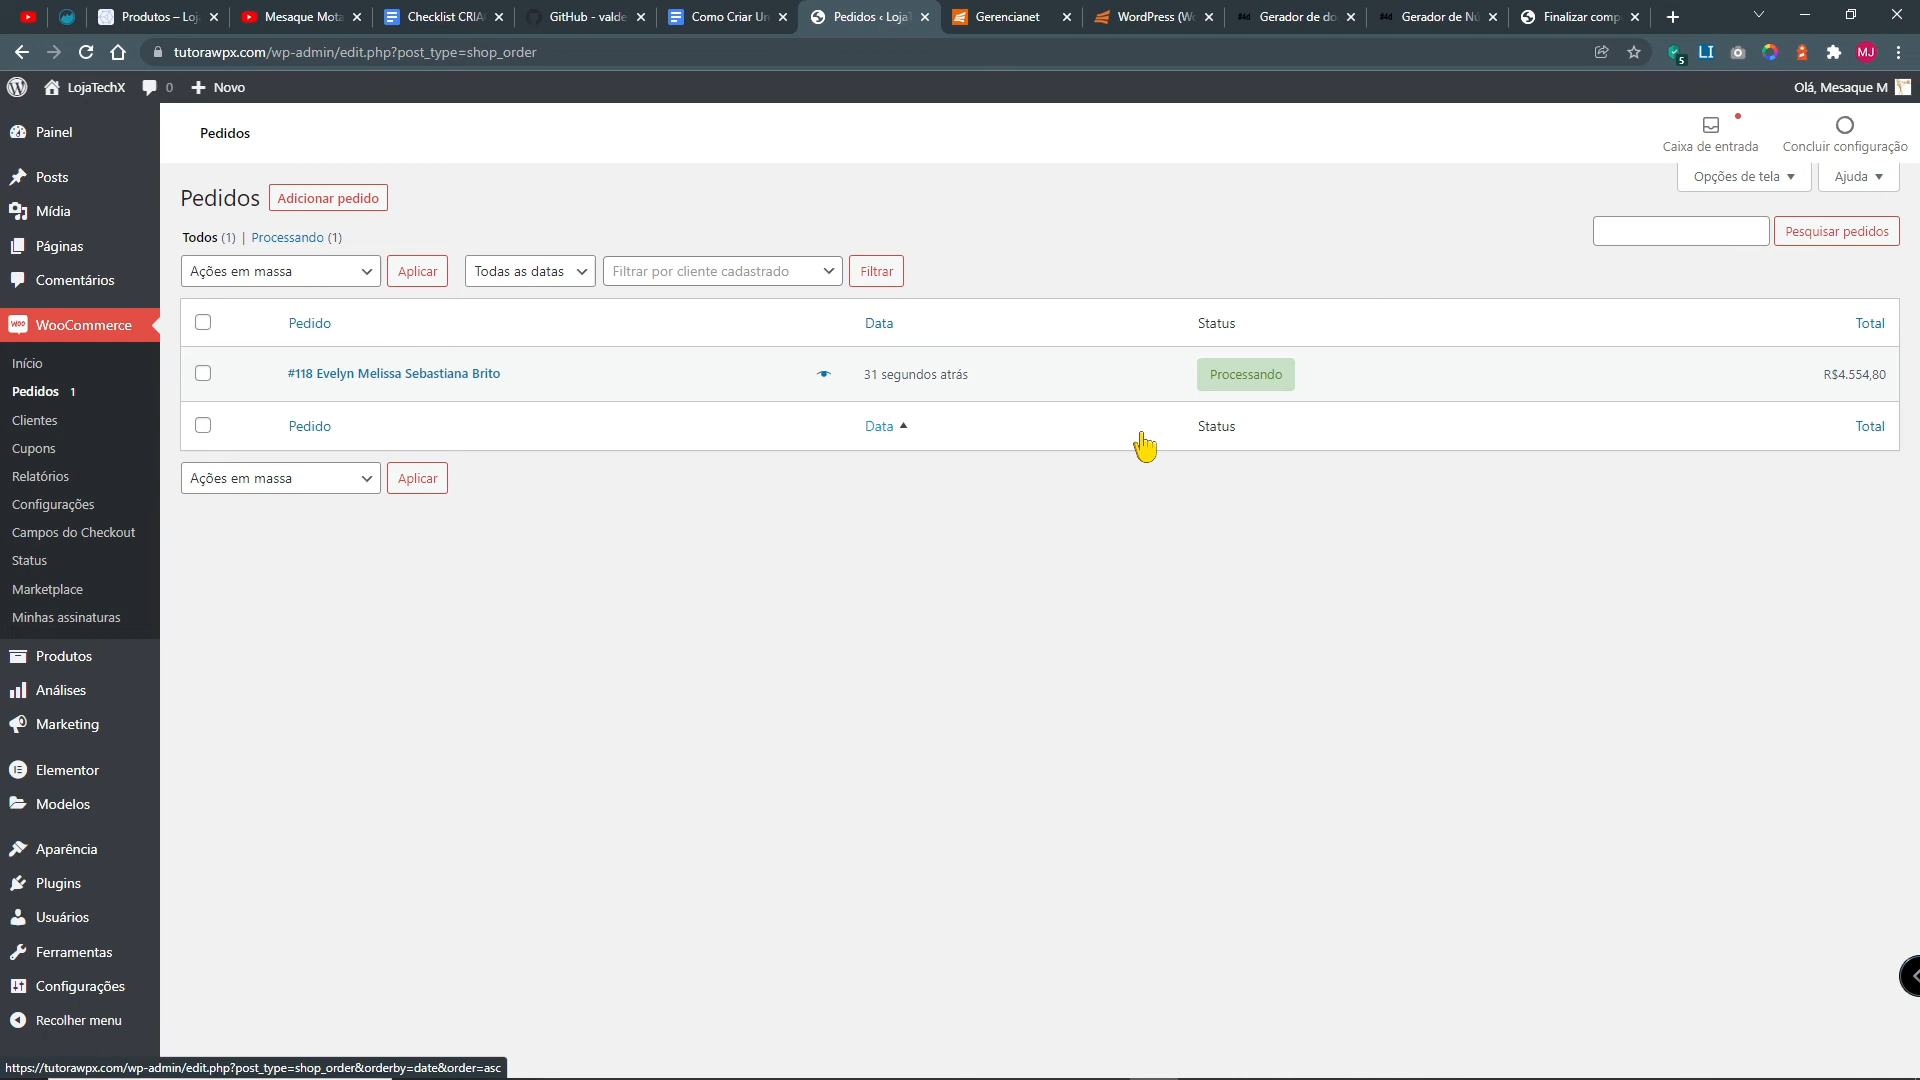 Produtos – Loj
Mesaque Mota
Checklist CRIA
GitHub - valde
Como Criar Um
Pedidos ‹ LojaT
Gerencianet
WordPress (Wo
Gerador de do
Gerador de Nú
Finalizar comp
tutorawpx.com/wp-admin/edit.php?post_type=shop_order
5
LI
MJ
LojaTechX
0
Novo
Olá, Mesaque M
Painel
Posts
Mídia
Páginas
Comentários
WooCommerce
Início
Pedidos 1
Clientes
Cupons
Relatórios
Configurações
Campos do Checkout
Status
Marketplace
Minhas assinaturas
Produtos
Análises
Marketing
Elementor
Modelos
Aparência
Plugins
Usuários
Ferramentas
Configurações
Recolher menu
Pedidos
Caixa de entrada
Concluir configuração
Opções de tela
Ajuda
Pedidos
Adicionar pedido
Todos (1) | Processando (1)
Pesquisar pedidos
Ações em massa
Aplicar
Todas as datas
Filtrar por cliente cadastrado
Filtrar
Pedido
Data
Status
Total
#118 Evelyn Melissa Sebastiana Brito
31 segundos atrás
Processando
R$4.554,80
Pedido
Data
Status
Total
Ações em massa
Aplicar
https://tutorawpx.com/wp-admin/edit.php?post_type=shop_order&orderby=date&order=asc